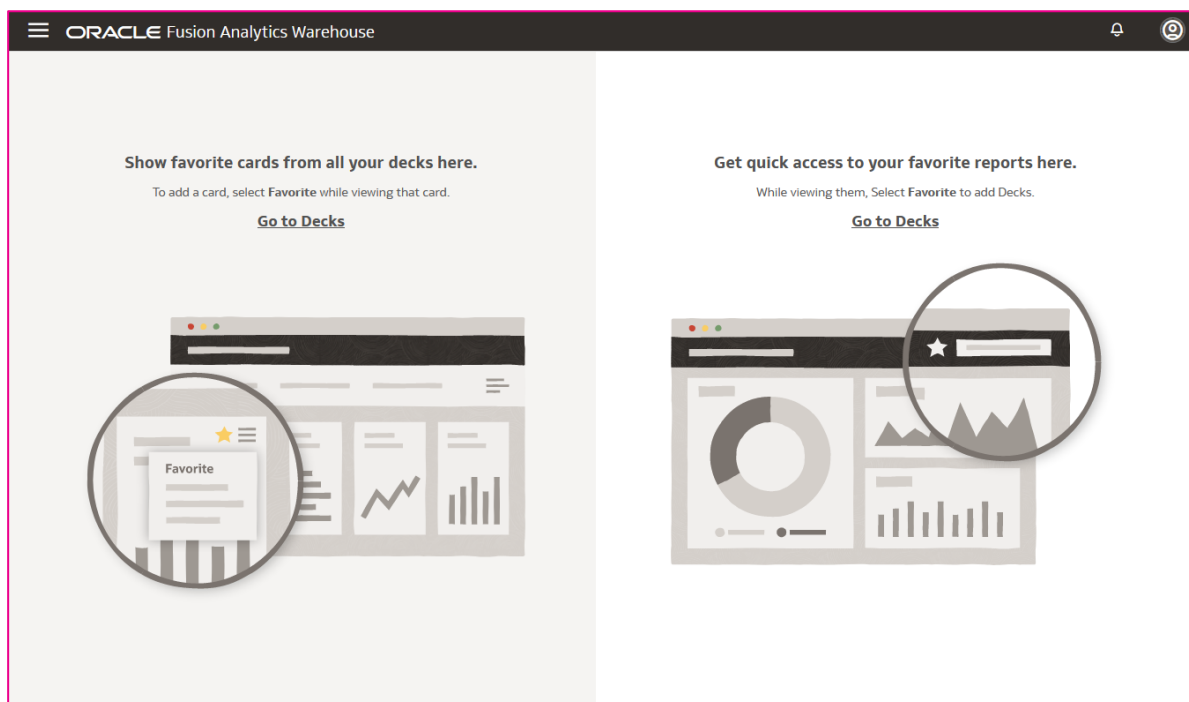 ORACLE Fusion Analytics Warehouse
Show favorite cards from all your decks here.
To add a card, select Favorite while viewing that card.
Go to Decks
Favorite
Get quick access to your favorite reports here.
While viewing them, Select Favorite to add Decks.
Go to Decks